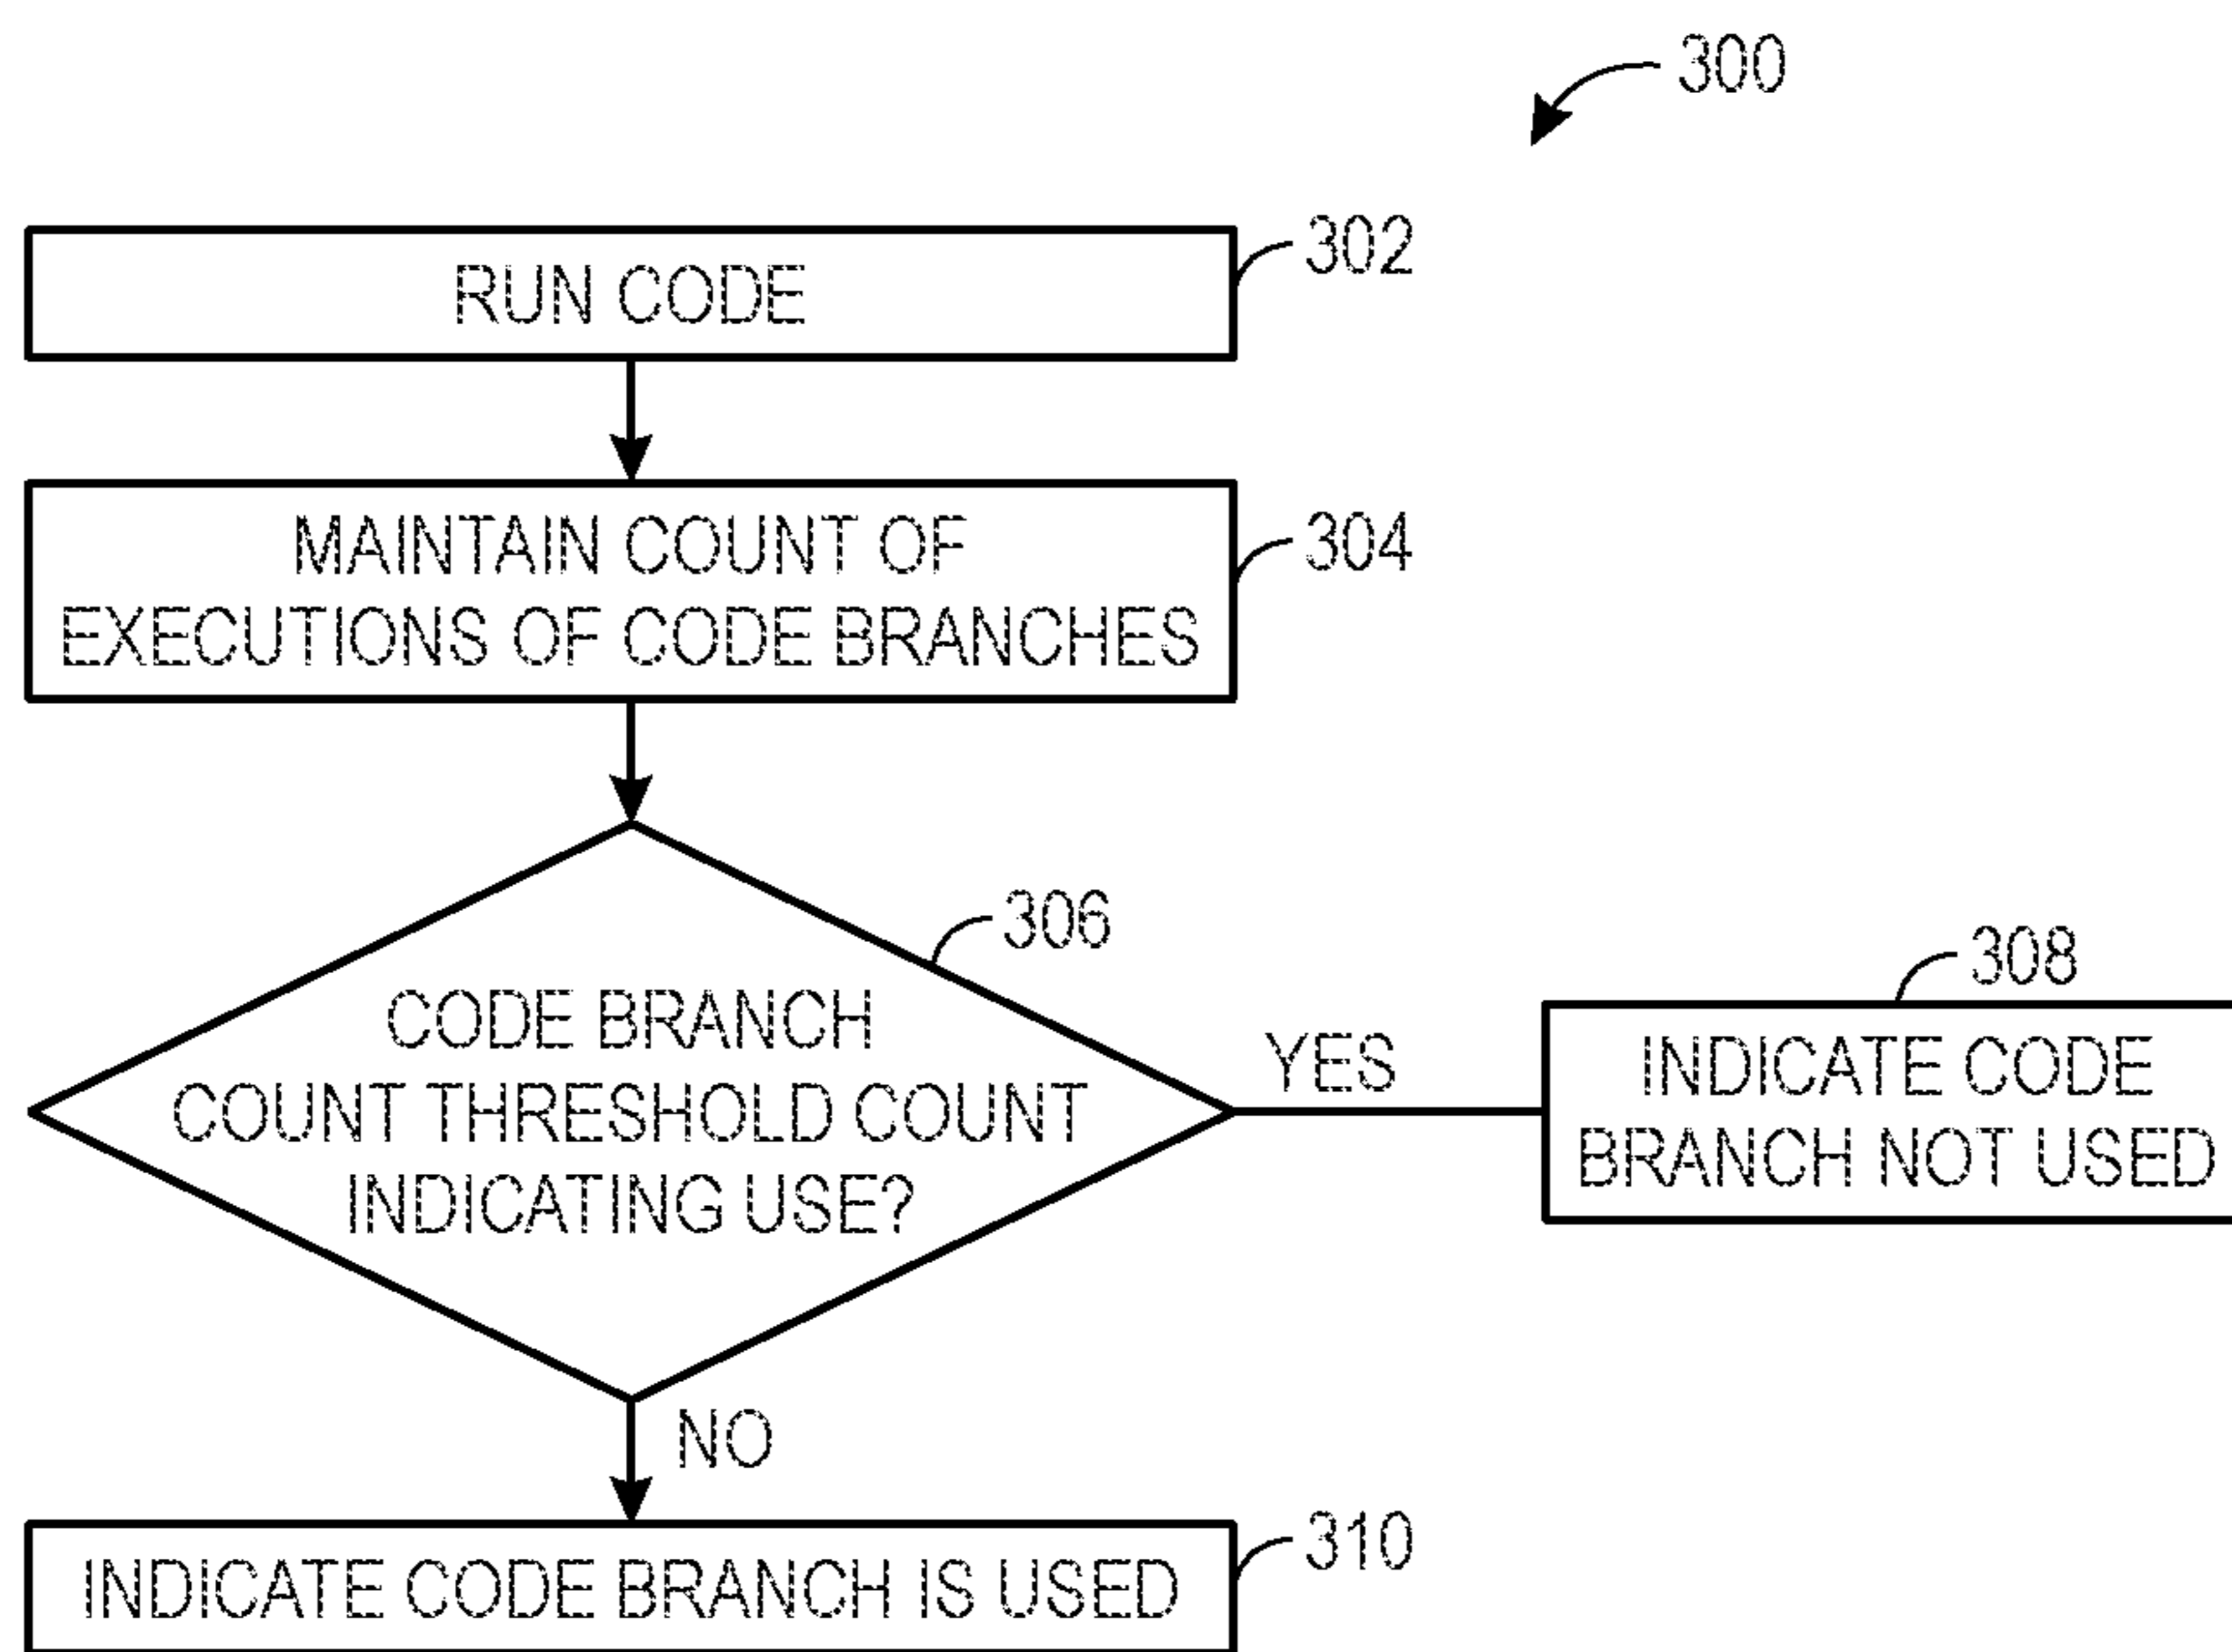 300
RUN CODE
302
MAINTAIN COUNT OF
EXECUTIONS OF CODE BRANCHES
304
306
CODE BRANCH
COUNT THRESHOLD COUNT
INDICATING USE?
YES
308
INDICATE CODE
BRANCH NOT USED
NO
INDICATE CODE BRANCH IS USED
310